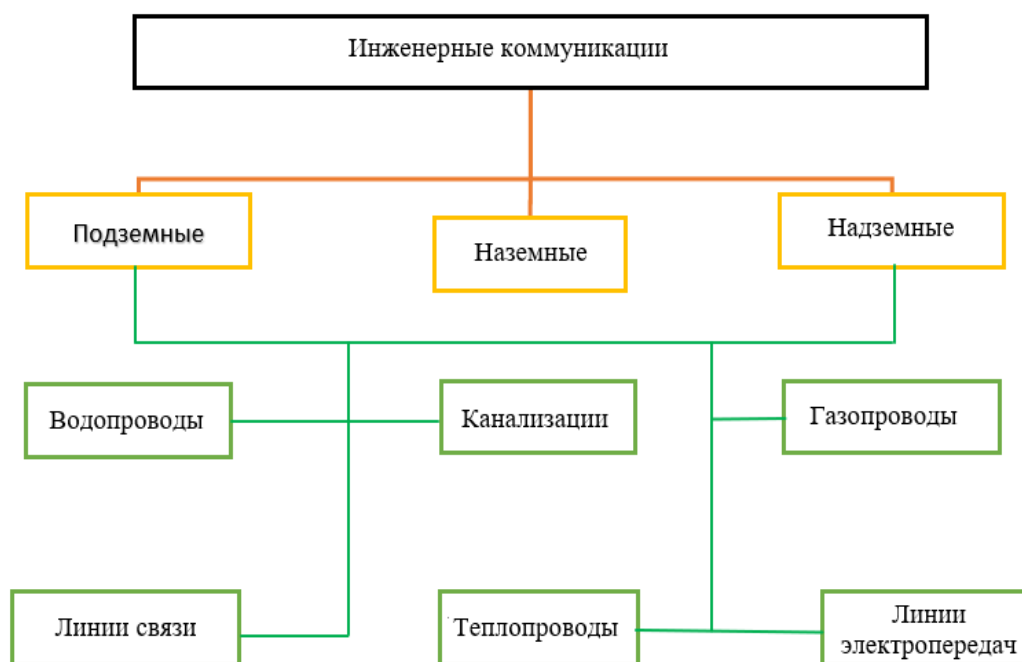 Инженерные коммуникации
Подземные
Наземные
Надземные
Водопроводы
Канализации
Газопроводы
Линии связи
Теплопроводы
Линии
электропередач